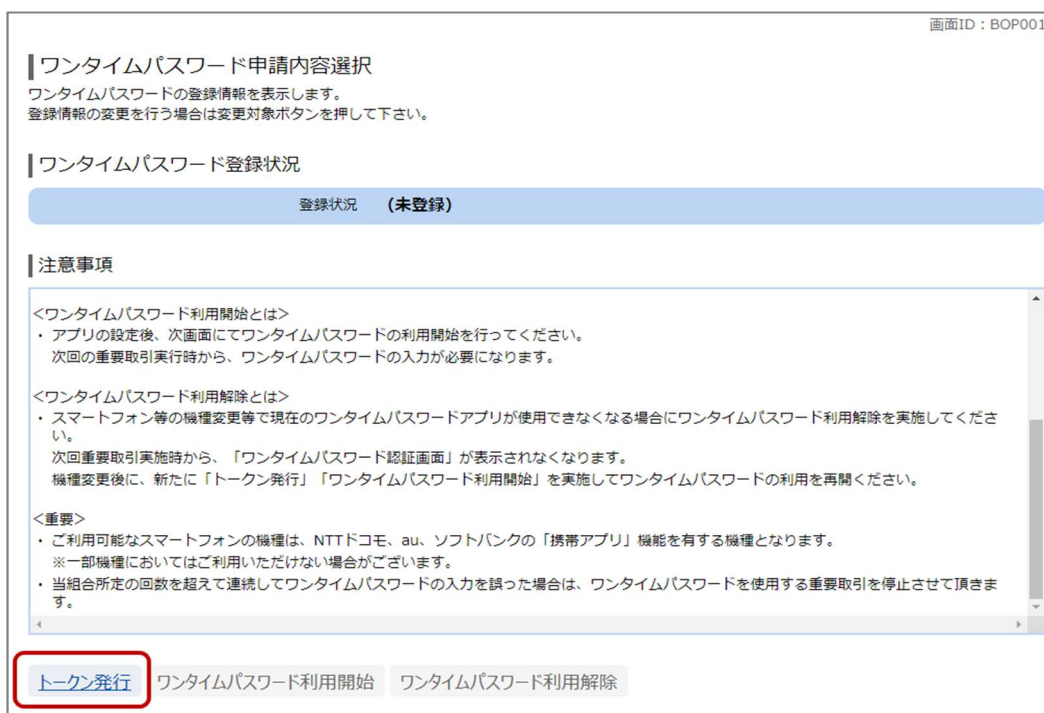 画面ID：BOP001
ワンタイムパスワード申請内容選択
ワンタイムパスワードの登録情報を表示します。
登録情報の変更を行う場合は変更対象ボタンを押して下さい。
ワンタイムパスワード登録状況
登録状況 （未登録）
注意事項
＜ワンタイムパスワード利用開始とは＞
・ アプリの設定後、次画面にてワンタイムパスワードの利用開始を行ってください。
次回の重要取引実行時から、ワンタイムパスワードの入力が必要になります。
＜ワンタイムパスワード利用解除とは＞
・ スマートフォン等の機種変更等で現在のワンタイムパスワードアプリが使用できなくなる場合にワンタイムパスワード利用解除を実施してくださ
い。
次回重要取引実施時から、「ワンタイムパスワード認証画面」が表示されなくなります。
機種変更後に、新たに「トークン発行」「ワンタイムパスワード利用開始」を実施してワンタイムパスワードの利用を再開ください。
＜重要＞
・ ご利用可能なスマートフォンの機種は、NTTドコモ、au、ソフトバンクの「携帯アプリ」機能を有する機種となります。
※一部機種においてはご利用いただけない場合がございます。
・ 当組合所定の回数を超えて連続してワンタイムパスワードの入力を誤った場合は、ワンタイムパスワードを使用する重要取引を停止させて頂きま
す。
トークン発行 ワンタイムパスワード利用開始 ワンタイムパスワード利用解除